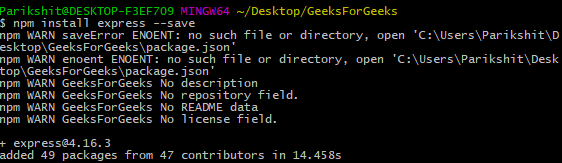 Parikshit@DESKTOP-F3EF7O9 MINGW64 ~/Desktop/GeeksForGeeks
$ npm install express --save
npm WARN saveError ENOENT: no such file or directory, open 'C:\Users\Parikshit\D
esktop\GeeksForGeeks\package.json'
npm WARN enoent ENOENT: no such file or directory, open 'C:\Users\Parikshit\Desk
top\GeeksForGeeks\package.json'
npm WARN GeeksForGeeks No description
npm WARN GeeksForGeeks No repository field.
npm WARN GeeksForGeeks No README data
npm WARN GeeksForGeeks No license field.
+ express@4.16.3
added 49 packages from 47 contributors in 14.458s